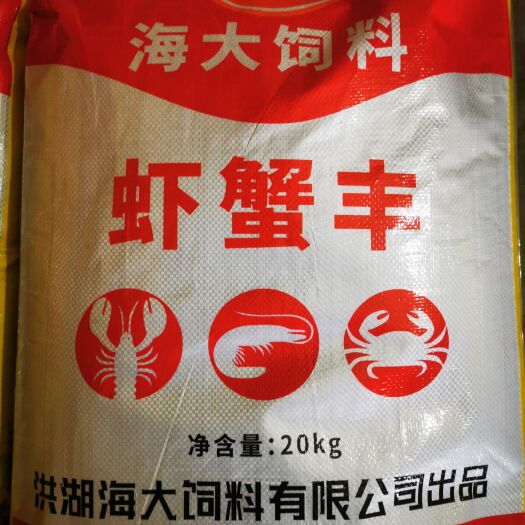 海大饲料
虾蟹丰
净含量:20kg
洪湖海大饲料有限公司出品